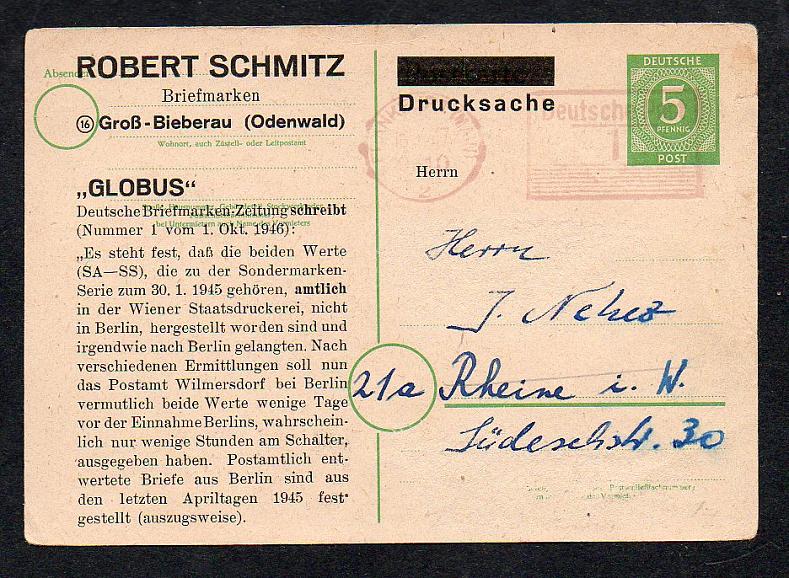 ROBERT SCHMITZ
Absender
Briefmarken
16 Groß-Bieberau (Odenwald)
Wohnort, auch Zustell- oder Leitpostamt
„GLOBUS“
Deutsche Briefmarken-Zeitung schreibt
(Nummer 1 vom 1. Okt. 1946):
„Es steht fest, daß die beiden Werte
(SA—SS), die zu der Sondermarken-
Serie zum 30. 1. 1945 gehören, amtlich
in der Wiener Staatsdruckerei, nicht
in Berlin, hergestellt worden sind und
irgendwie nach Berlin gelangten. Nach
verschiedenen Ermittlungen soll nun
das Postamt Wilmersdorf bei Berlin
vermutlich beide Werte wenige Tage
vor der Einnahme Berlins, wahrschein-
lich nur wenige Stunden am Schalter,
ausgegeben haben. Postamtlich ent-
wertete Briefe aus Berlin sind aus
den letzten Apriltagen 1945 fest-
gestellt (auszugsweise).
Drucksache
DEUTSCHE
5
PFENNIG
POST
Deutsche
Herrn
Herrn
J. Nehez
21a Rheine i. W.
Südeschstr. 30